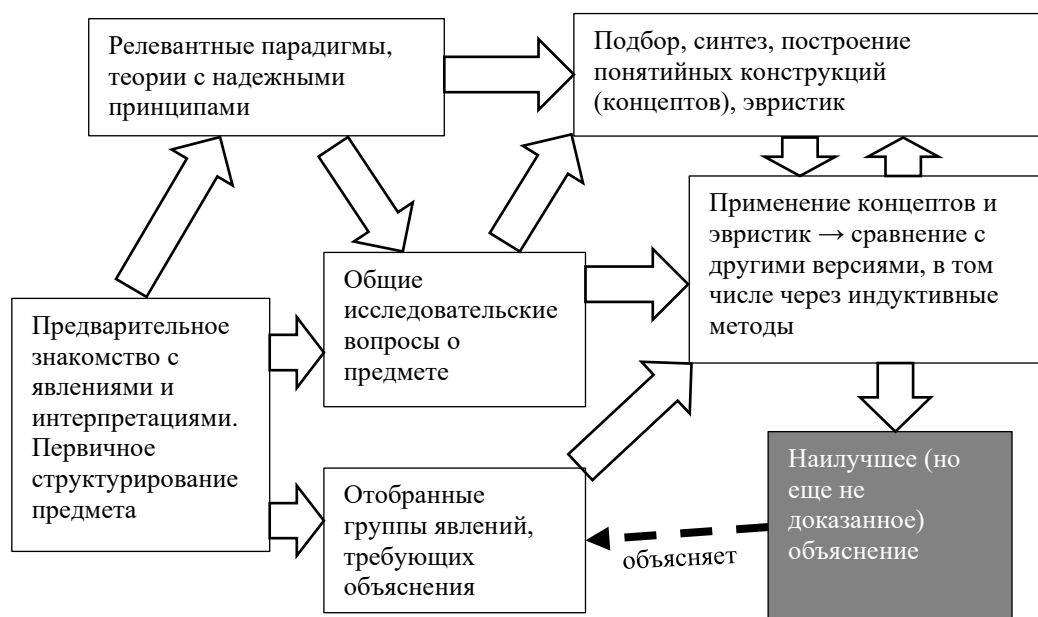 Релевантные парадигмы,
теории с надежными
принципами
Подбор, синтез, построение
понятийных конструкций
(концептов), эвристик
Применение концептов и
эвристик → сравнение с
другими версиями, в том
числе через индуктивные
методы
Общие
исследовательские
вопросы о
предмете
Предварительное
знакомство с
явлениями и
интерпретациями.
Первичное
структурирование
предмета
Отобранные
группы явлений,
требующих
объяснения
Наилучшее (но
еще не
доказанное)
объяснение
объясняет